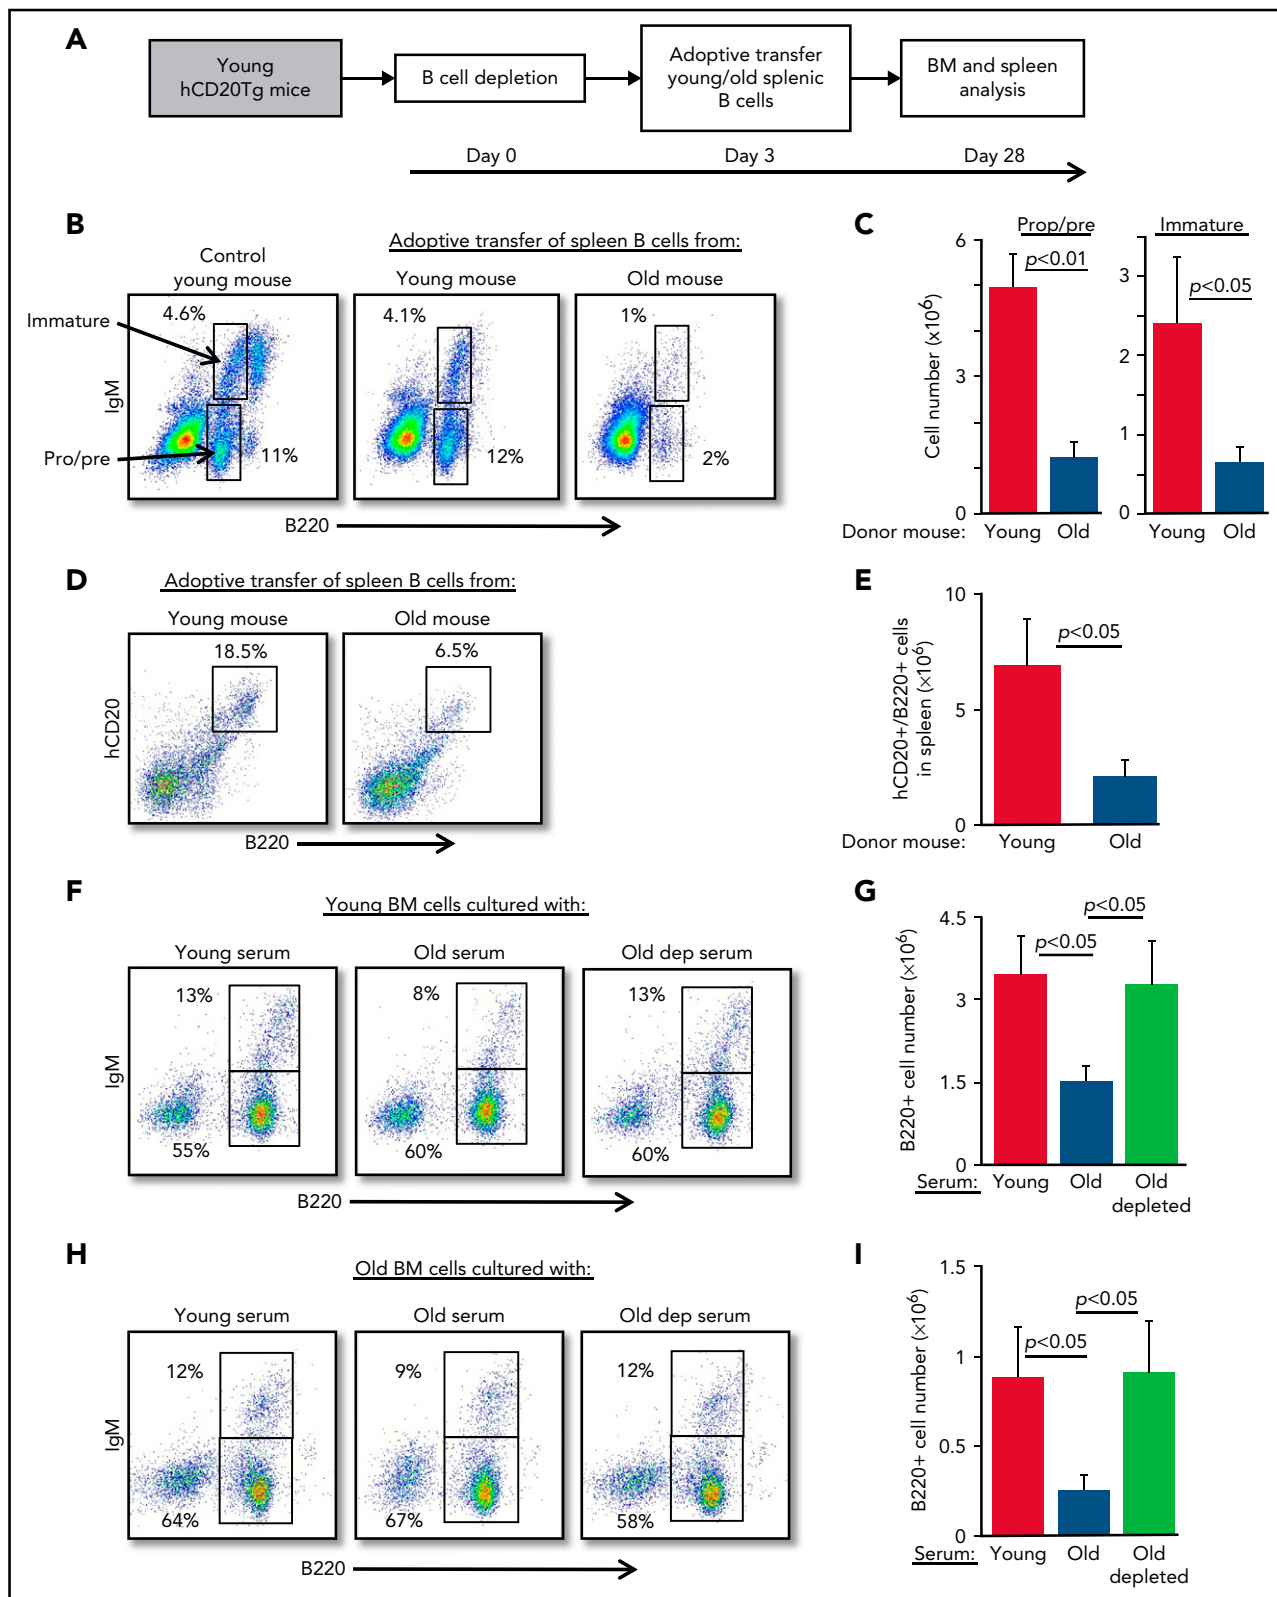 A
Young
hCD20Tg mice
B cell depletion
Adoptive transfer
young/old splenic
B cells
BM and spleen
analysis
Day 0
Day 3
Day 28
B
Adoptive transfer of spleen B cells from:
Control
young mouse
Young mouse
Old mouse
Immature
Pro/pre
IgM
4.6%
11%
4.1%
12%
1%
2%
B220
C
Prop/pre
Immature
p<0.01
p<0.05
Cell number (×10⁶)
6
3
0
3
2
1
0
Donor mouse:
Young
Old
Young
Old
D
Adoptive transfer of spleen B cells from:
Young mouse
Old mouse
18.5%
6.5%
hCD20
B220
E
hCD20+/B220+ cells
in spleen (×10⁶)
10
5
0
p<0.05
Donor mouse:
Young
Old
F
Young BM cells cultured with:
Young serum
Old serum
Old dep serum
IgM
13%
55%
8%
60%
13%
60%
B220
G
B220+ cell number (×10⁶)
4.5
3
1.5
0
p<0.05
p<0.05
Serum:
Young
Old
Old
depleted
H
Old BM cells cultured with:
Young serum
Old serum
Old dep serum
IgM
12%
64%
9%
67%
12%
58%
B220
I
B220+ cell number (×10⁶)
1.5
1
0.5
0
p<0.05
p<0.05
Serum:
Young
Old
Old
depleted